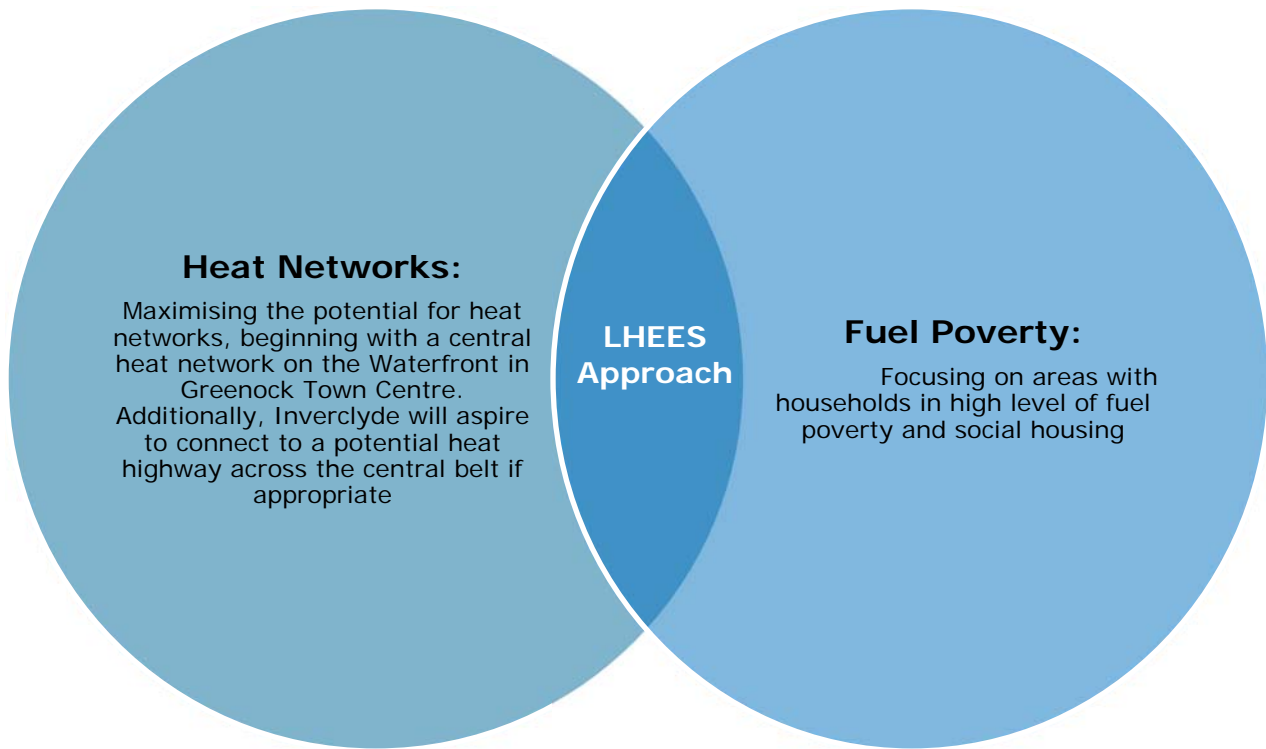 Heat Networks:
Maximising the potential for heat
networks, beginning with a central
heat network on the Waterfront in
Greenock Town Centre.
Additionally, Inverclyde will aspire
to connect to a potential heat
highway across the central belt if
appropriate
LHEES
Approach
Fuel Poverty:
Focusing on areas with
households in high level of fuel
poverty and social housing